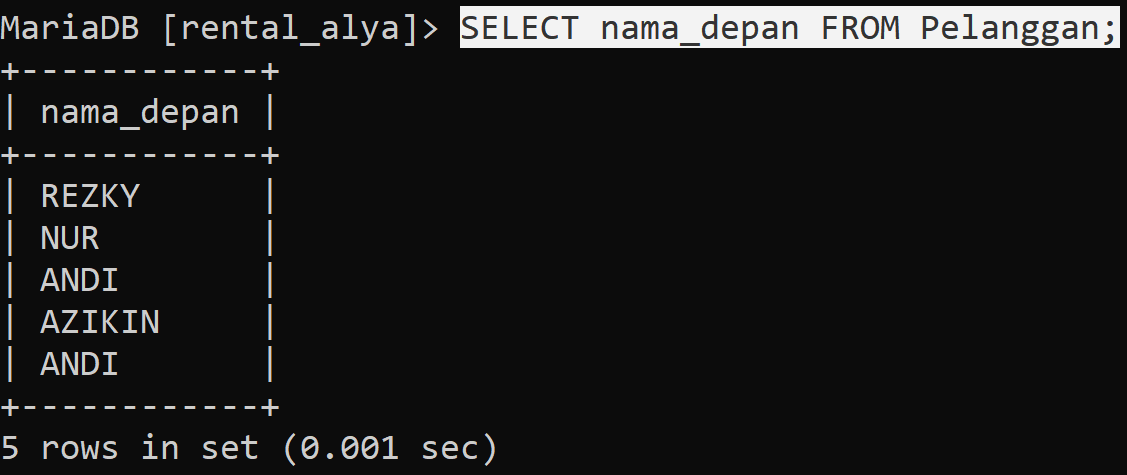 MariaDB [rental_alya]> SELECT nama_depan FROM Pelanggan;
+------------+
| nama_depan |
+------------+
| REZKY      |
| NUR        |
| ANDI       |
| AZIKIN     |
| ANDI       |
+------------+
5 rows in set (0.001 sec)